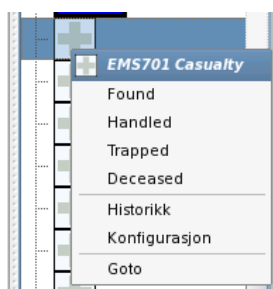 EMS701 Casualty
Found
Handled
Trapped
Deceased
Historikk
Konfigurasjon
Goto